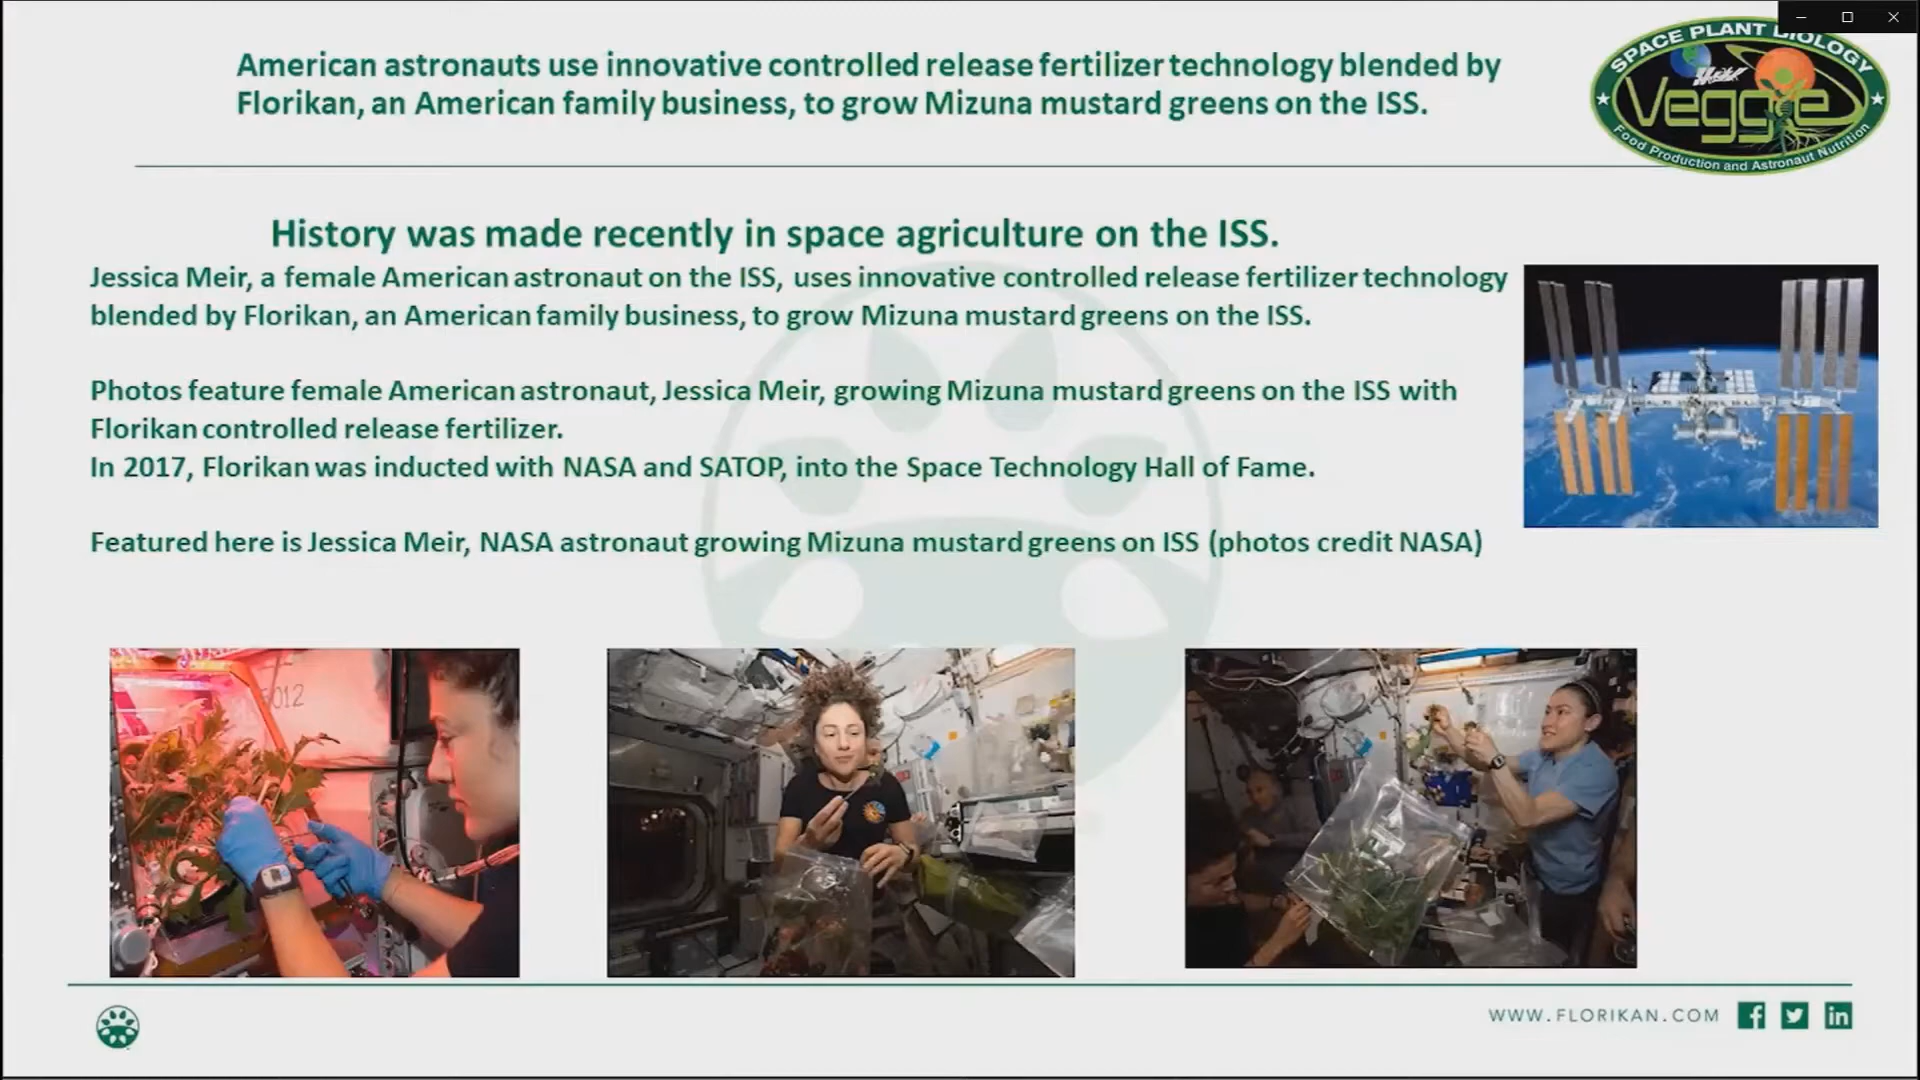 American astronauts use innovative controlled release fertilizer technology blended by
Florikan, an American family business, to grow Mizuna mustard greens on the ISS.
SPACE PLANT BIOLOGY
Veggie
Food Production and Astronaut Nutrition
History was made recently in space agriculture on the ISS.
Jessica Meir, a female American astronaut on the ISS, uses innovative controlled release fertilizer technology
blended by Florikan, an American family business, to grow Mizuna mustard greens on the ISS.
Photos feature female American astronaut, Jessica Meir, growing Mizuna mustard greens on the ISS with
Florikan controlled release fertilizer.
In 2017, Florikan was inducted with NASA and SATOP, into the Space Technology Hall of Fame.
Featured here is Jessica Meir, NASA astronaut growing Mizuna mustard greens on ISS (photos credit NASA)
WWW.FLORIKAN.COM